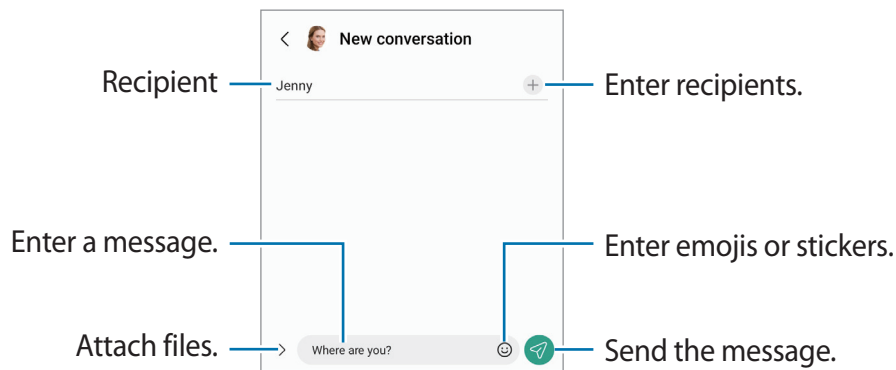 New conversation
Recipient
Jenny
Enter recipients.
Enter a message.
Enter emojis or stickers.
Attach files.
Where are you?
Send the message.